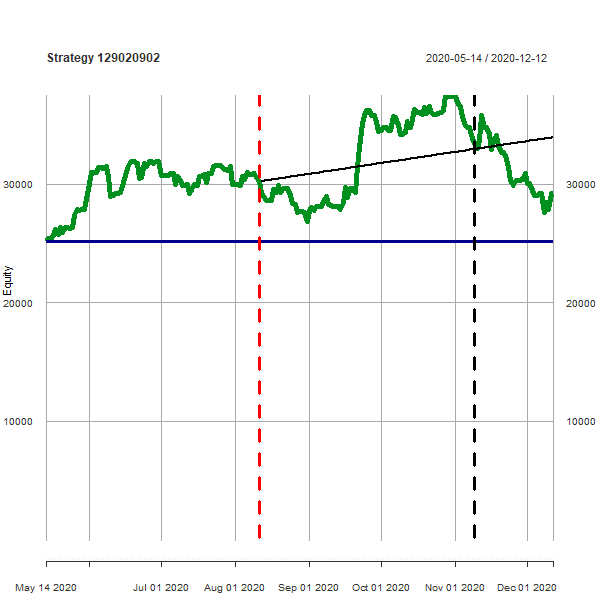 Strategy 129020902
2020-05-14 / 2020-12-12
30000
30000
Equity
20000
20000
10000
10000
May 14 2020
Jul 01 2020
Aug 01 2020
Sep 01 2020
Oct 01 2020
Nov 01 2020
Dec 01 2020